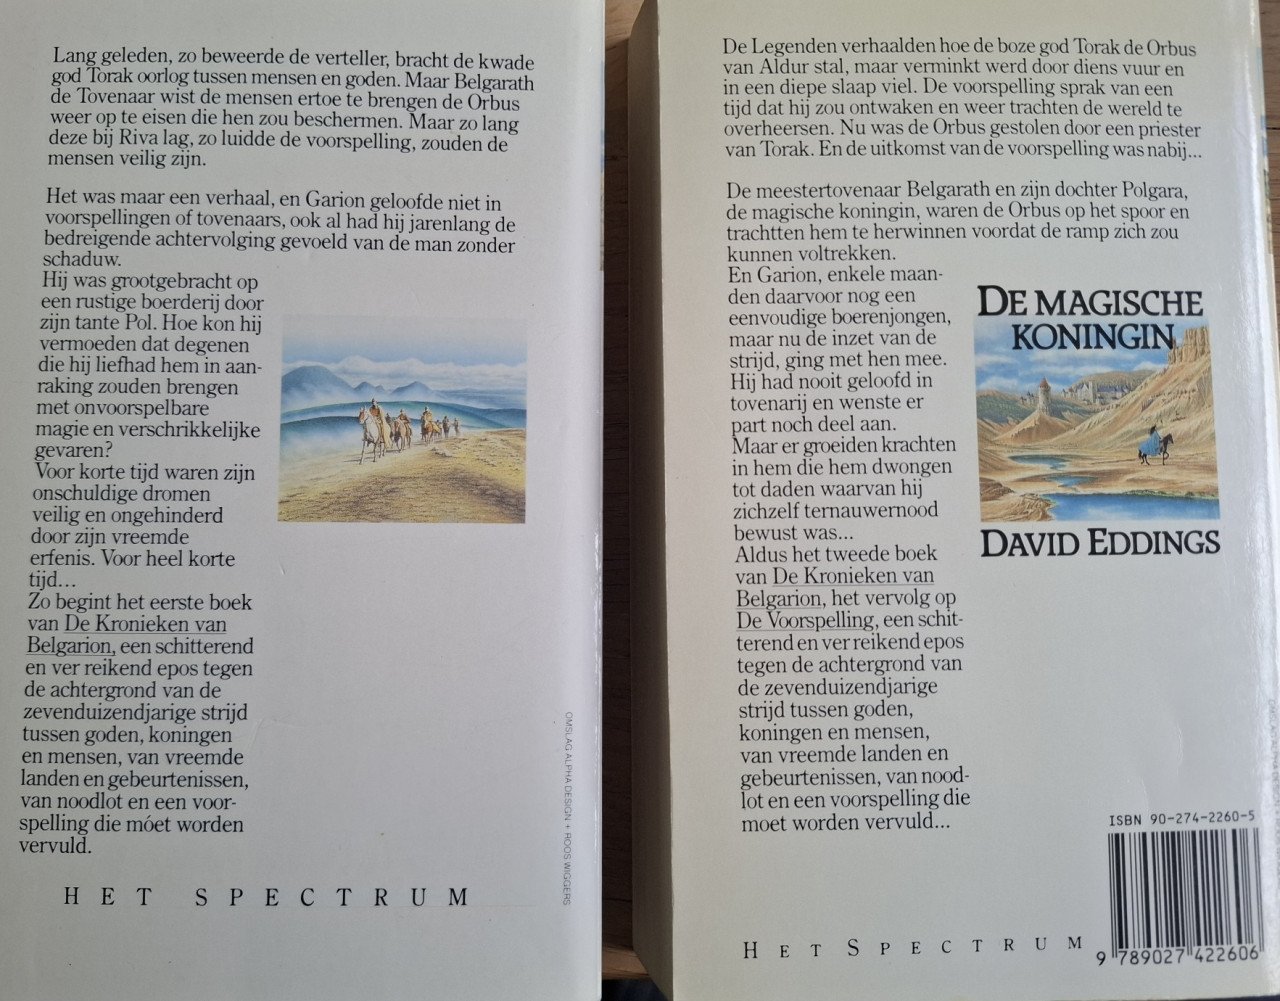 Lang geleden, zo beweerde de verteller, bracht de kwade
god Torak oorlog tussen mensen en goden. Maar Belgarath
de Tovenaar wist de mensen ertoe te brengen de Orbus
weer op te eisen die hen zou beschermen. Maar zo lang
deze bij Riva lag, zo luidde de voorspelling, zouden de
mensen veilig zijn.
Het was maar een verhaal, en Garion geloofde niet in
voorspellingen of tovenaars, ook al had hij jarenlang de
bedreigende achtervolging gevoeld van de man zonder
schaduw.
Hij was grootgebracht op
een rustige boerderij door
zijn tante Pol. Hoe kon hij
vermoeden dat degenen
die hij liefhad hem in aan-
raking zouden brengen
met onvoorspelbare
magie en verschrikkelijke
gevaren?
Voor korte tijd waren zijn
onschuldige dromen
veilig en ongehinderd
door zijn vreemde
erfenis. Voor heel korte
tijd...
Zo begint het eerste boek
van De Kronieken van
Belgarion, een schitterend
en ver reikend epos tegen
de achtergrond van de
zevenduizendjarige strijd
tussen goden, koningen
en mensen, van vreemde
landen en gebeurtenissen,
van noodlot en een voor-
spelling die móet worden
vervuld.
OMSLAG ALPHA DESIGN + ROOS WIGGERS
HET SPECTRUM
De Legenden verhaalden hoe de boze god Torak de Orbus
van Aldur stal, maar verminkt werd door diens vuur en
in een diepe slaap viel. De voorspelling sprak van een
tijd dat hij zou ontwaken en weer trachten de wereld te
overheersen. Nu was de Orbus gestolen door een priester
van Torak. En de uitkomst van de voorspelling was nabij...
De meestertovenaar Belgarath en zijn dochter Polgara,
de magische koningin, waren de Orbus op het spoor en
trachtten hem te herwinnen voordat de ramp zich zou
kunnen voltrekken.
En Garion, enkele maan-
den daarvoor nog een
eenvoudige boerenjongen,
maar nu de inzet van de
strijd, ging met hen mee.
Hij had nooit geloofd in
tovenarij en wenste er
part noch deel aan.
Maar er groeiden krachten
in hem die hem dwongen
tot daden waarvan hij
zichzelf ternauwernood
bewust was...
Aldus het tweede boek
van De Kronieken van
Belgarion, het vervolg op
De Voorspelling, een schit-
terend en ver reikend epos
tegen de achtergrond van
de zevenduizendjarige
strijd tussen goden,
koningen en mensen,
van vreemde landen en
gebeurtenissen, van nood-
lot en een voorspelling die
moet worden vervuld...
DE MAGISCHE
KONINGIN
DAVID EDDINGS
ISBN 90-274-2260-5
9 789027 422606
HET SPECTRUM